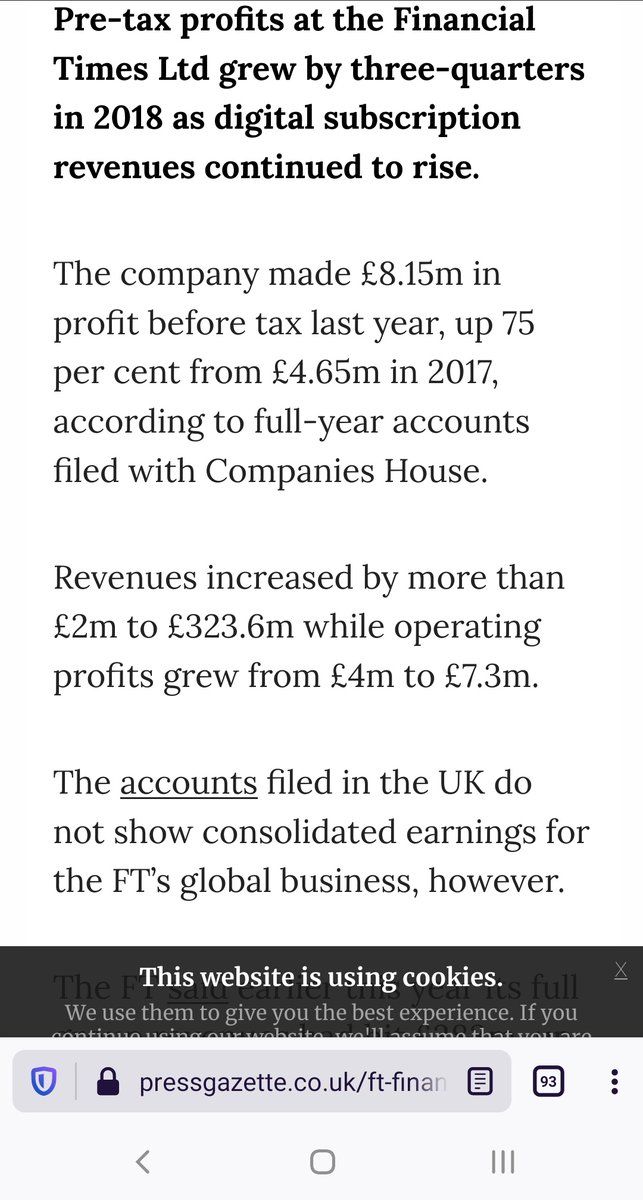 Pre-tax profits at the Financial
Times Ltd grew by three-quarters
in 2018 as digital subscription
revenues continued to rise.
The company made £8.15m in
profit before tax last year, up 75
per cent from £4.65m in 2017,
according to full-year accounts
filed with Companies House.
Revenues increased by more than
£2m to £323.6m while operating
profits grew from £4m to £7.3m.
The accounts filed in the UK do
not show consolidated earnings for
the FT's global business, however.
The FT said earlier this year its full
This website is using cookies.
X
We use them to give you the best experience. If you
continue using our website, we'll assume that you are
pressgazette.co.uk/ft-finan
93